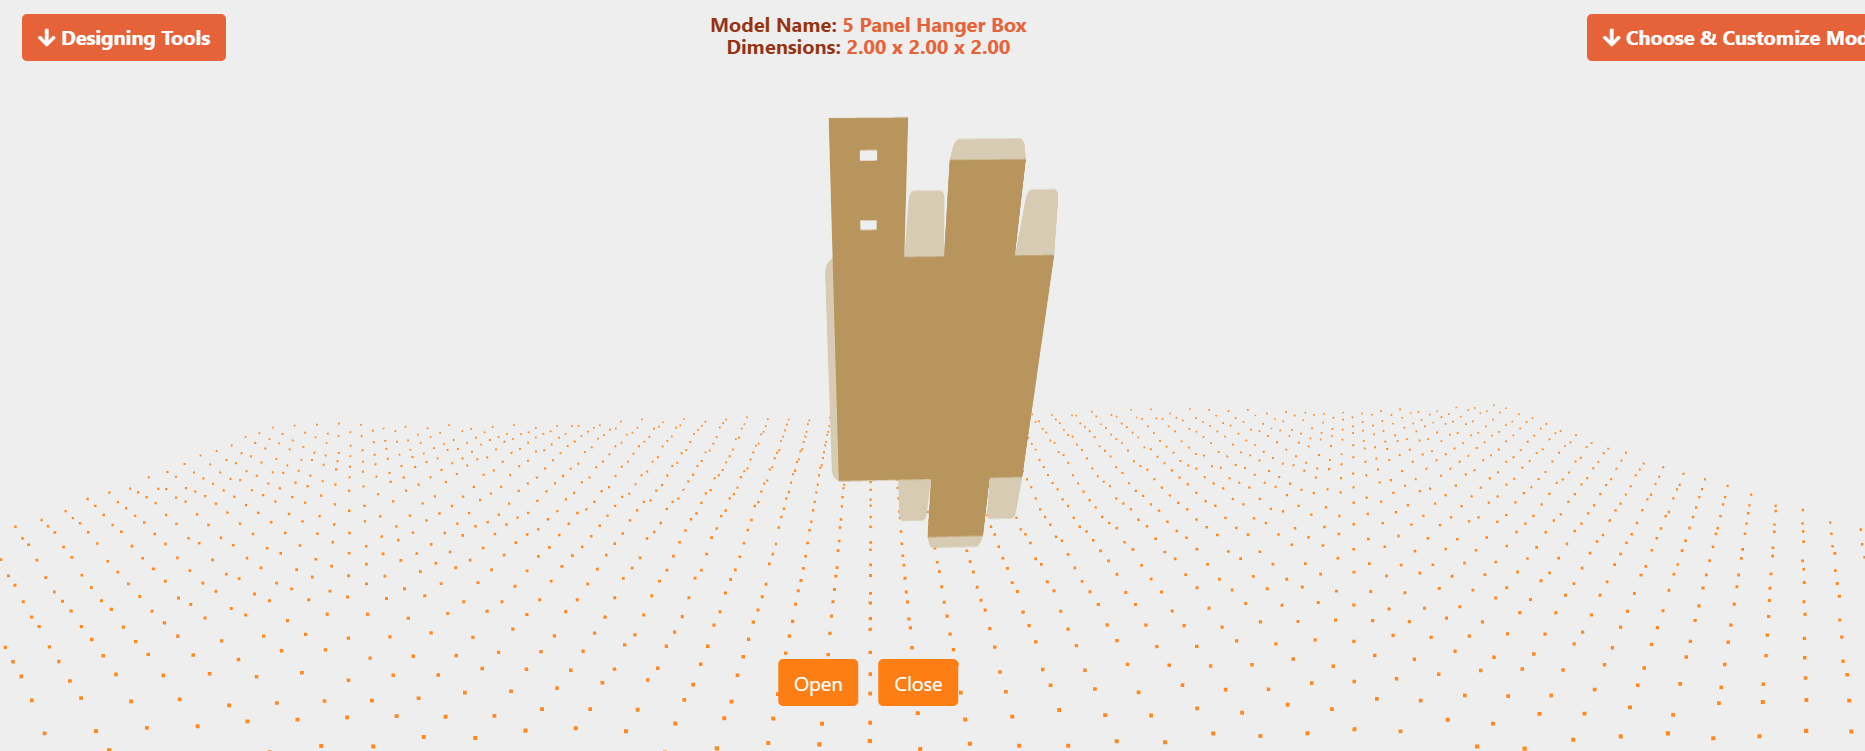 Designing Tools
Model Name: 5 Panel Hanger Box
Dimensions: 2.00 x 2.00 x 2.00
Choose & Customize Mod
Open
Close